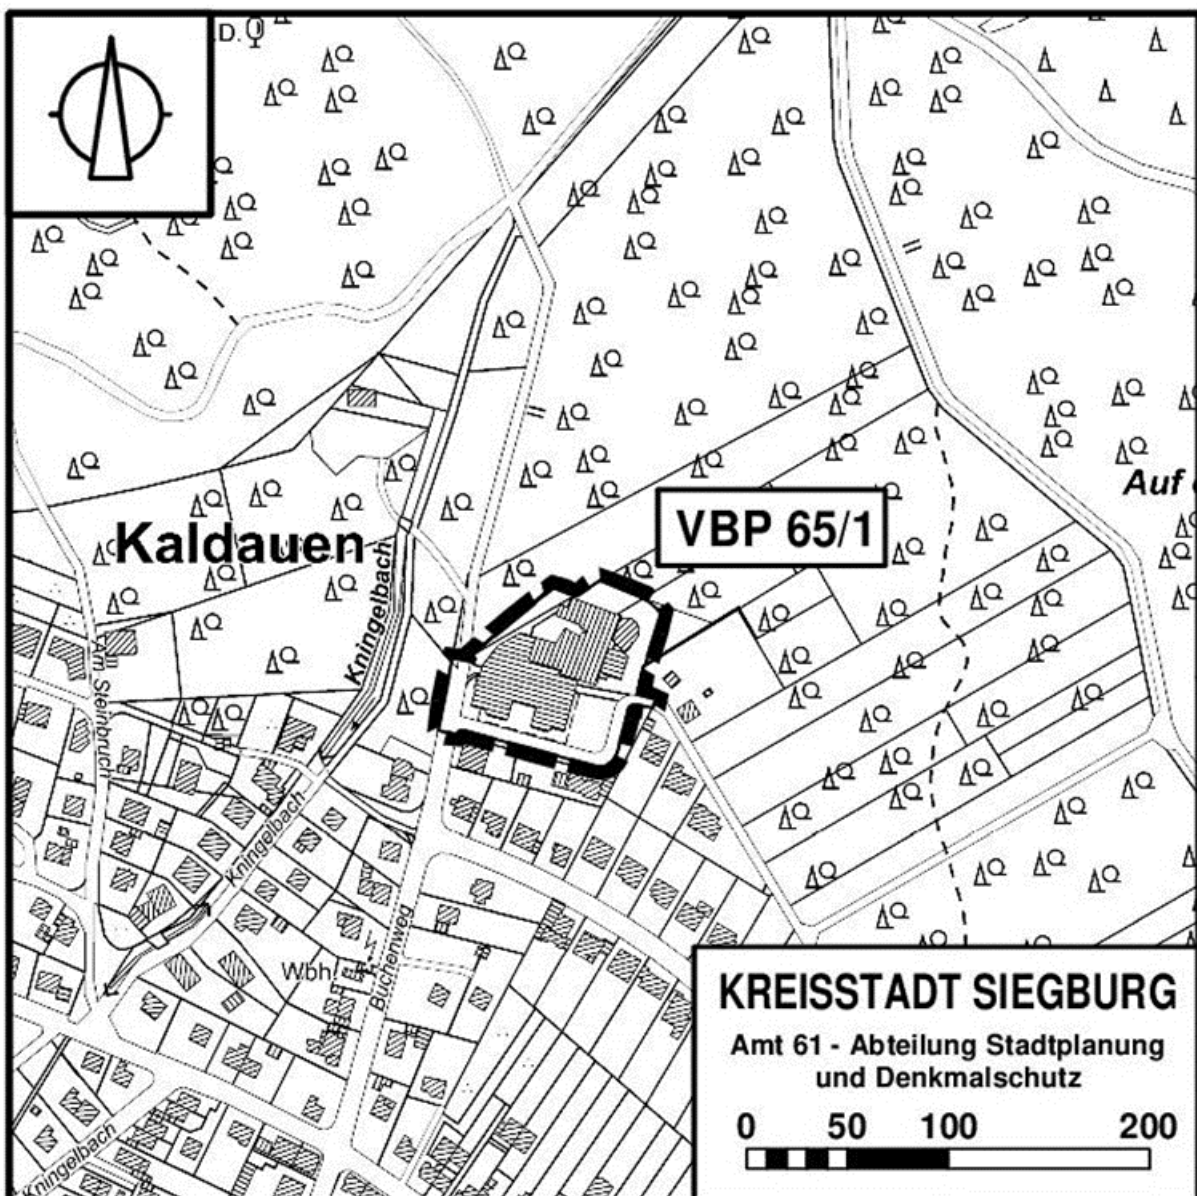 D.
VBP 65/1
Auf
Kaldauen
Kningelbach
Am Steinbruch
Kningelbach
Buchenweg
Wbh.
Kningelbach
KREISSTADT SIEGBURG
Amt 61 - Abteilung Stadtplanung
und Denkmalschutz
0 50 100 200